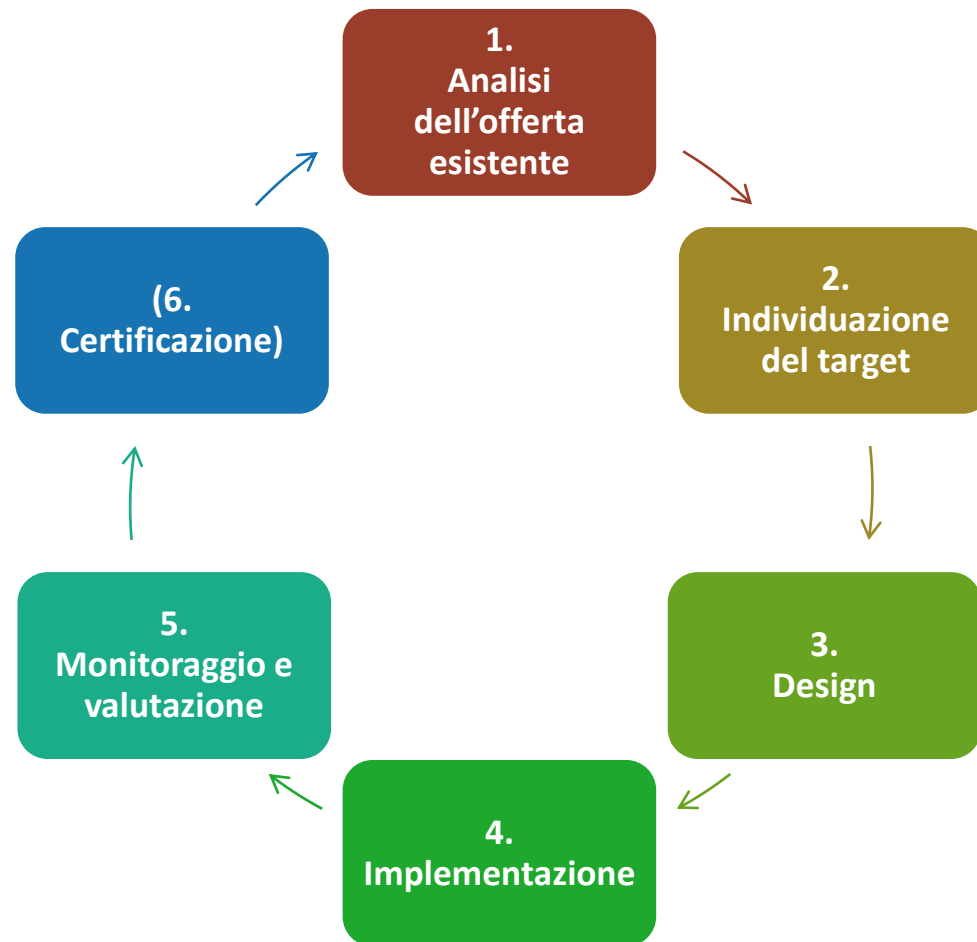 1.
Analisi
dell’offerta
esistente
2.
Individuazione
del target
3.
Design
4.
Implementazione
5.
Monitoraggio e
valutazione
(6.
Certificazione)